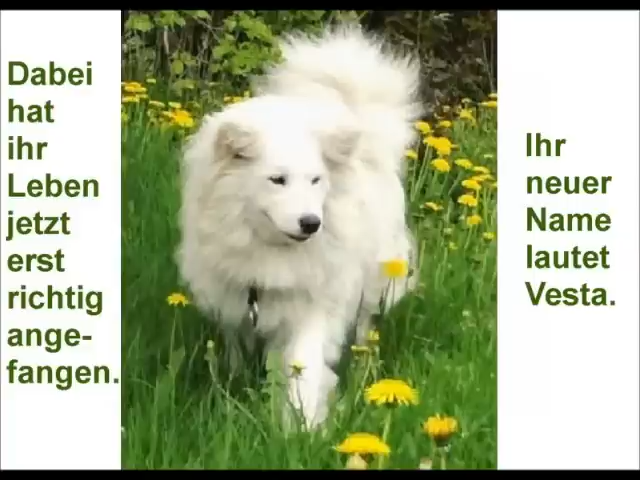 Dabei
hat
ihr
Leben
jetzt
erst
richtig
ange-
fangen.
Ihr
neuer
Name
lautet
Vesta.